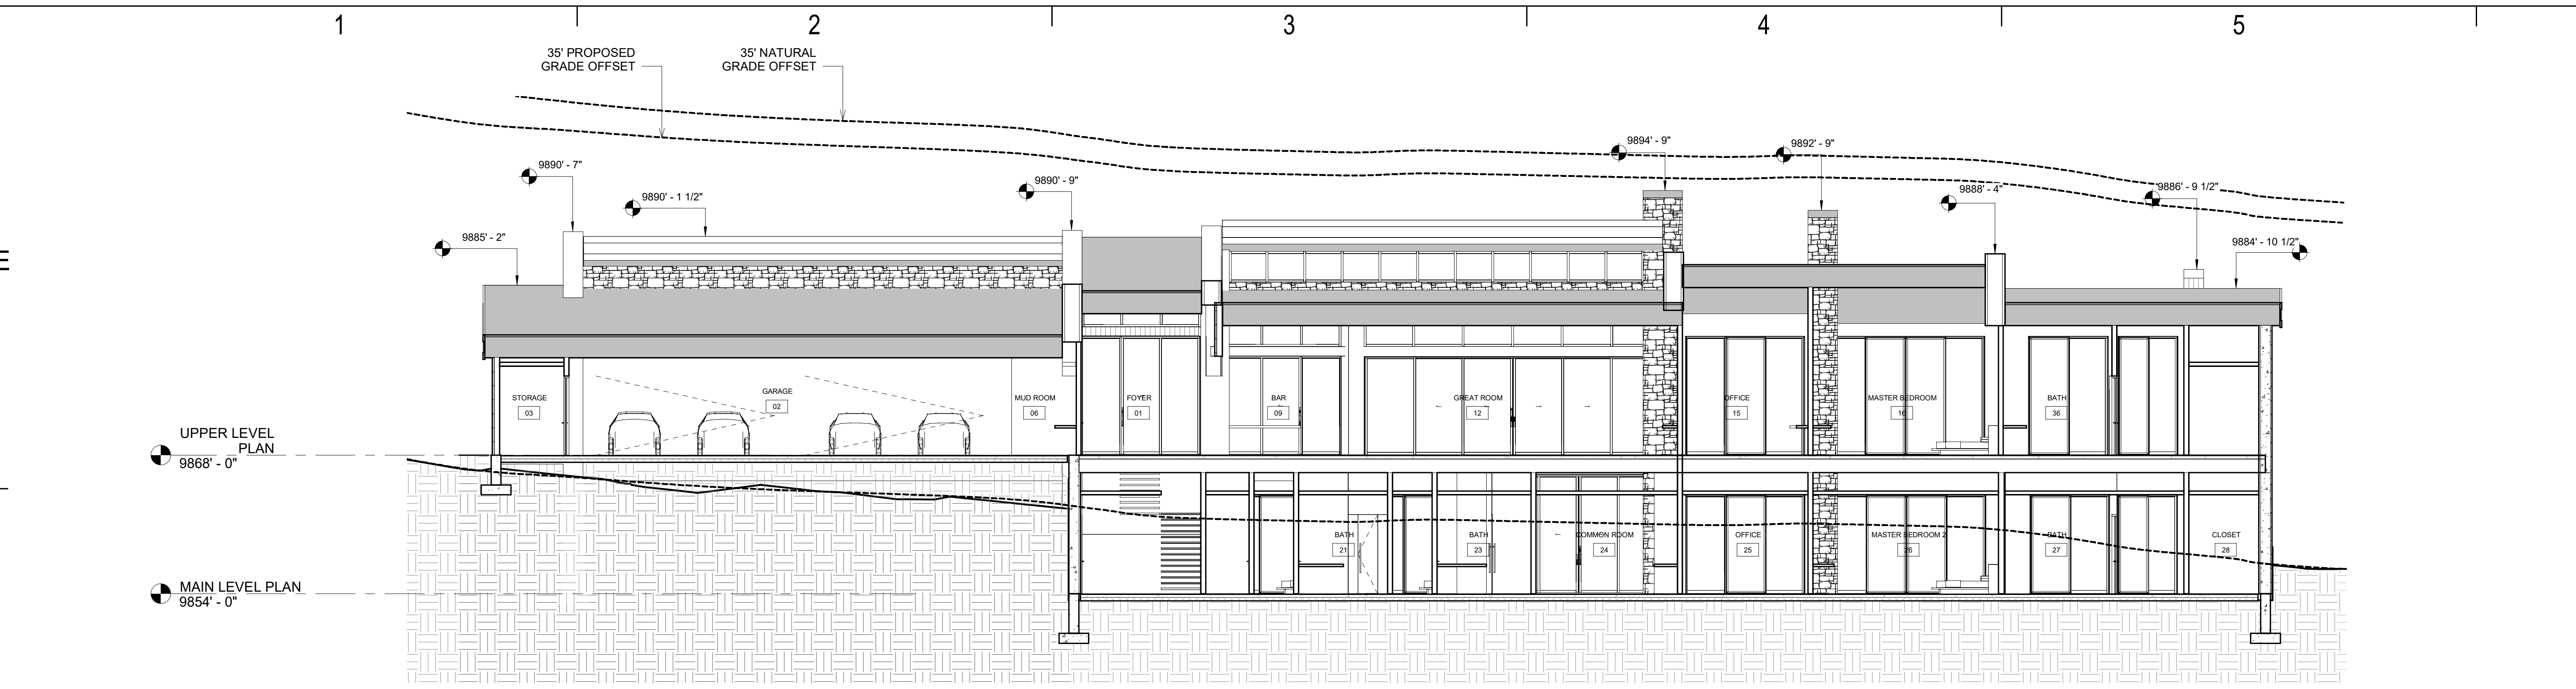 1
2
3
4
5
35' PROPOSED
GRADE OFFSET
35' NATURAL
GRADE OFFSET
9885' - 2"
9890' - 7"
9890' - 1 1/2"
9890' - 9"
9894' - 9"
9892' - 9"
9888' - 4"
9886' - 9 1/2"
9884' - 10 1/2"
STORAGE
03
GARAGE
02
MUD ROOM
06
FOYER
01
BAR
09
GREAT ROOM
12
OFFICE
15
MASTER BEDROOM
16
BATH
36
UPPER LEVEL
PLAN
9868' - 0"
BATH
21
BATH
23
COMMON ROOM
24
OFFICE
25
MASTER BEDROOM 2
26
BATH
27
CLOSET
28
MAIN LEVEL PLAN
9854' - 0"